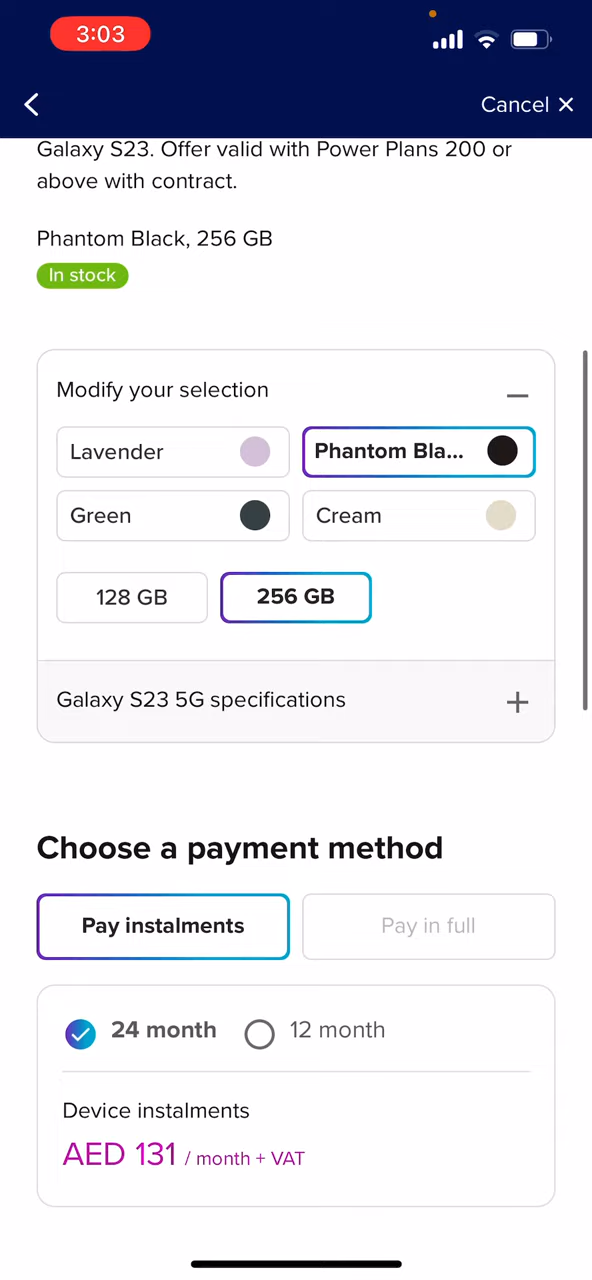 3:03
Cancel ✕
Galaxy S23. Offer valid with Power Plans 200 or
above with contract.
Phantom Black, 256 GB
In stock
Modify your selection
Lavender
Phantom Bla...
Green
Cream
128 GB
256 GB
Galaxy S23 5G specifications
Choose a payment method
Pay instalments
Pay in full
24 month
12 month
Device instalments
AED 131 / month + VAT